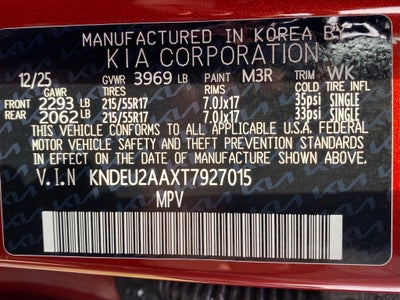 MANUFACTURED IN KOREA BY
KIA CORPORATION
12/25 GVWR 3969 LB PAINT M3R TRIM WK
GAWR TIRES COLD TIRE INFL
FRONT 2293 LB 215/55R17 7.0Jx17 35psi SINGLE
REAR 2062 LB 215/55R17 7.0Jx17 33psi SINGLE
THIS VEHICLE CONFORMS TO ALL APPLICABLE U.S.A. FEDERAL
MOTOR VEHICLE SAFETY AND THEFT PREVENTION STANDARDS
IN EFFECT ON THE DATE OF MANUFACTURE SHOWN ABOVE.
V.I.N KNDEU2AAXT7927015
MPV